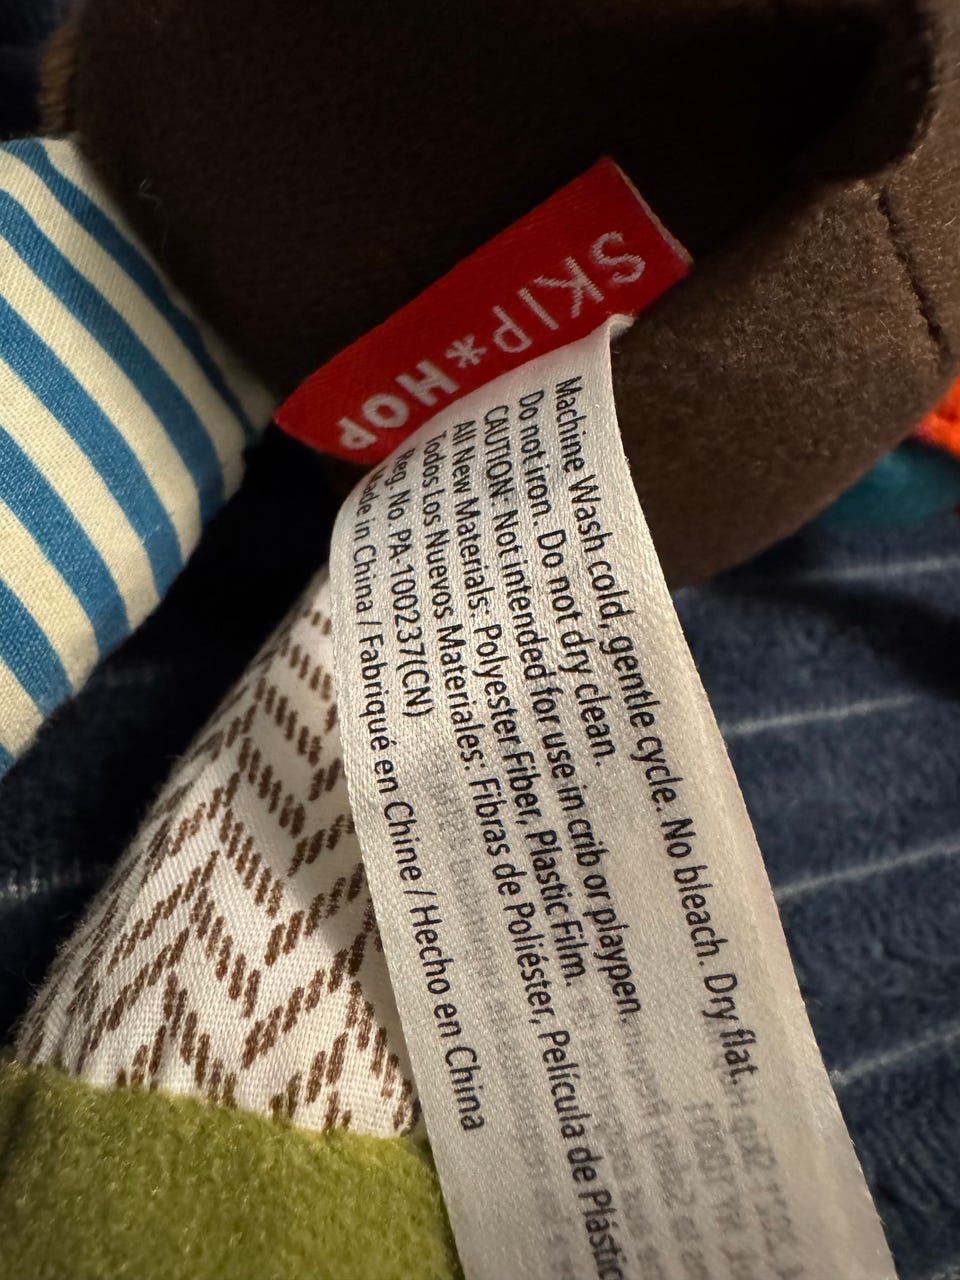 SKIP*HOP
Machine Wash cold, gentle cycle. No bleach. Dry flat.
Do not iron. Do not dry clean.
CAUTION: Not intended for use in crib or playpen.
All New Materials: Polyester Fiber, Plastic Film.
Todos Los Nuevos Materiales: Fibras de Poliéster, Película de
Reg. No. PA-100237(CN)
Made in China / Fabriqué en Chine / Hecho en China